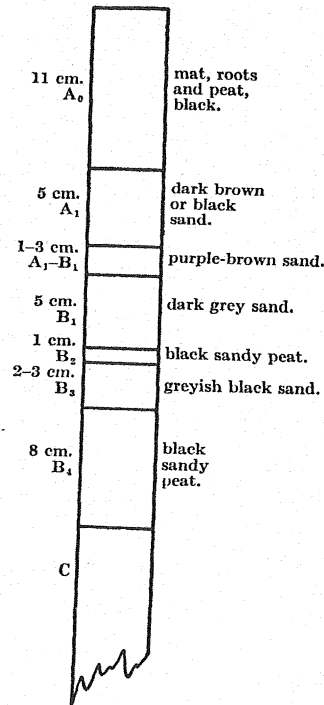 11 cm.
A₀
mat, roots
and peat,
black.
5 cm.
A₁
dark brown
or black
sand.
1–3 cm.
A₁–B₁
purple-brown sand.
5 cm.
B₁
dark grey sand.
1 cm.
B₂
black sandy peat.
2–3 cm.
B₃
greyish black sand.
8 cm.
B₄
black
sandy
peat.
C